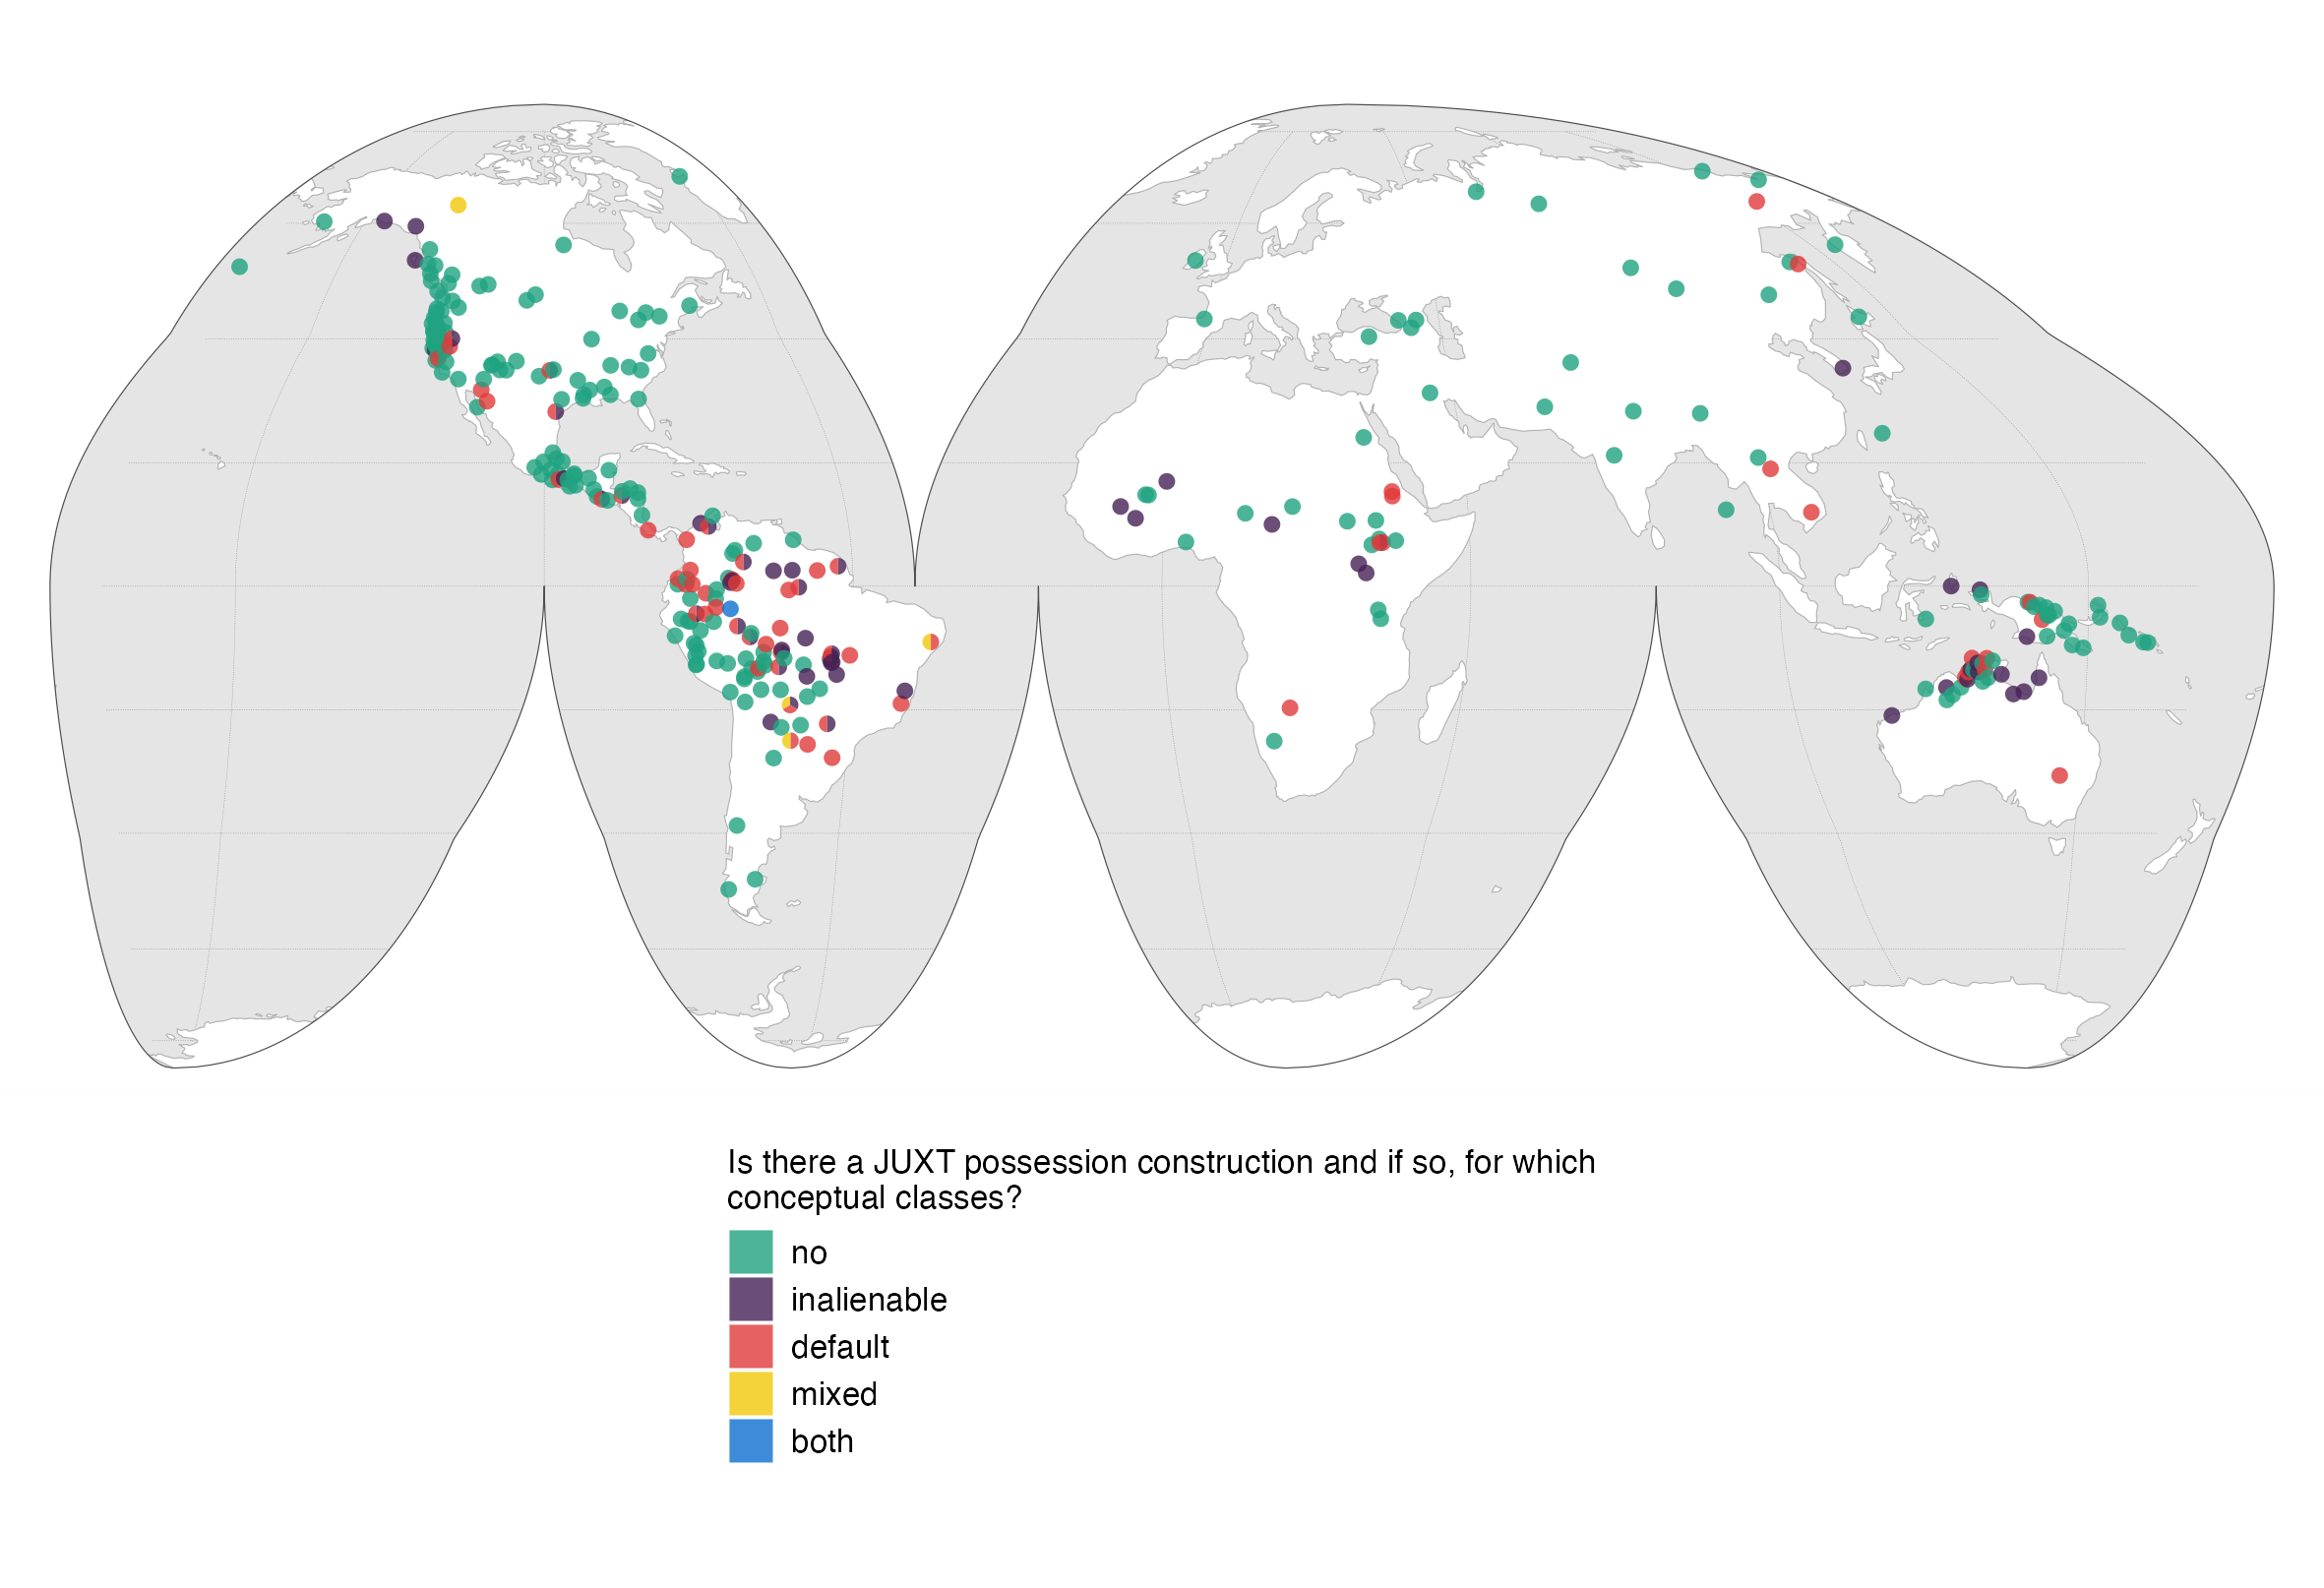 Is there a JUXT possession construction and if so, for which
conceptual classes?
no
inalienable
default
mixed
both